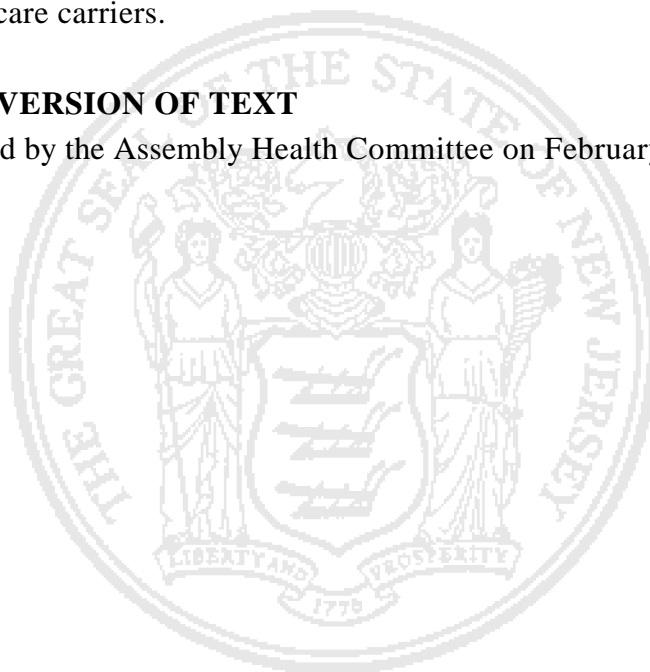 care carriers.
VERSION OF TEXT
d by the Assembly Health Committee on February
THE GREAT SEAL OF THE STATE OF NEW JERSEY
LIBERTY AND PROSPERITY
1776